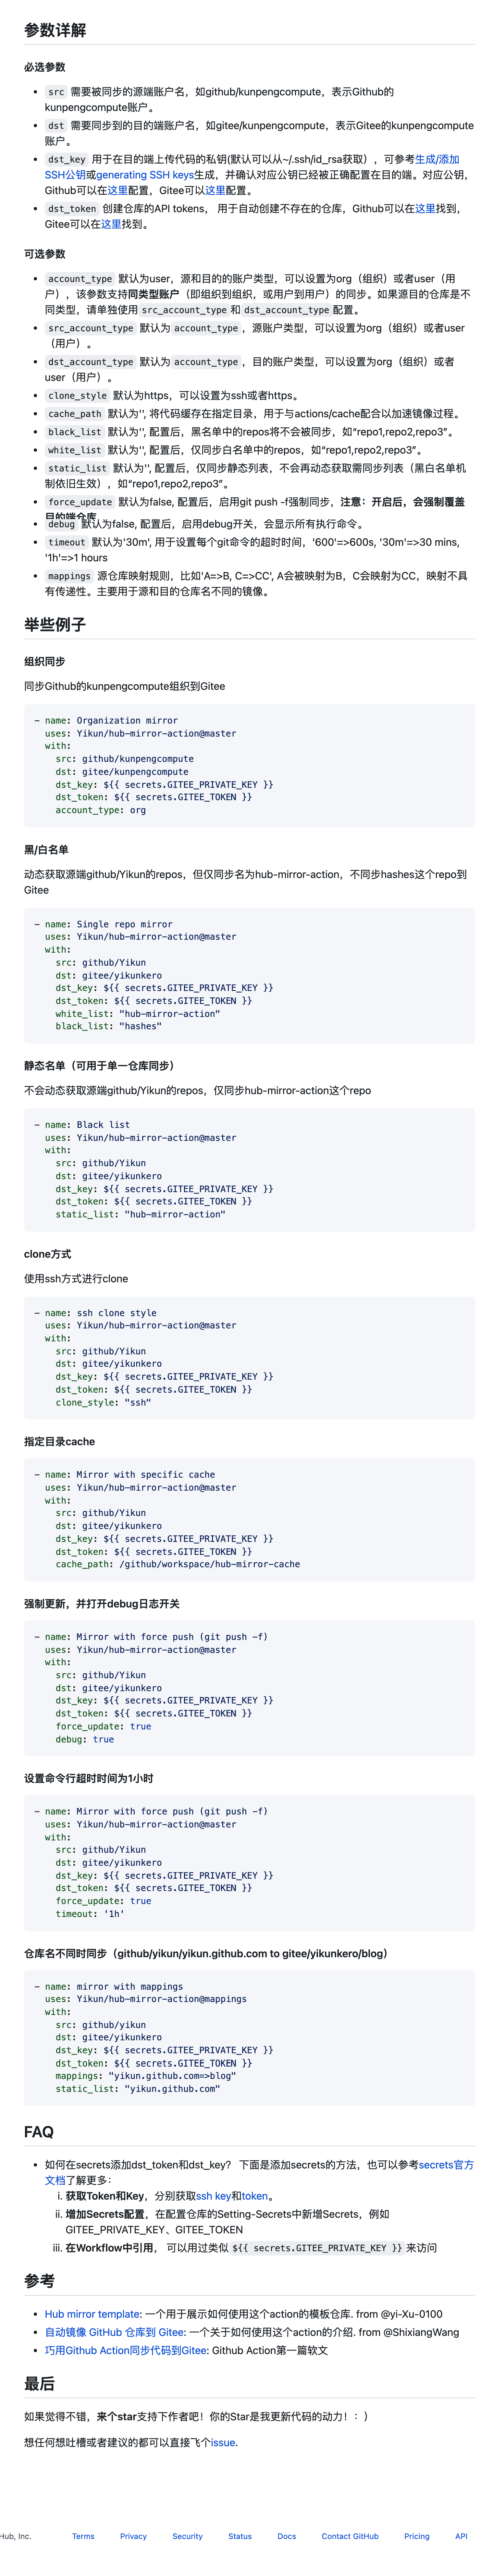 参数详解
必选参数
src 需要被同步的源端账户名，如github/kunpengcompute，表示Github的
kunpengcompute账户。
dst 需要同步到的目的端账户名，如gitee/kunpengcompute，表示Gitee的kunpengcompute
账户。
dst_key 用于在目的端上传代码的私钥(默认可以从~/.ssh/id_rsa获取），可参考生成/添加
SSH公钥或generating SSH keys生成，并确认对应公钥已经被正确配置在目的端。对应公钥，
Github可以在这里配置，Gitee可以这里配置。
dst_token 创建仓库的API tokens， 用于自动创建不存在的仓库，Github可以在这里找到，
Gitee可以在这里找到。
可选参数
account_type 默认为user，源和目的的账户类型，可以设置为org（组织）或者user（用
户），该参数支持同类型账户（即组织到组织，或用户到用户）的同步。如果源目的仓库是不
同类型，请单独使用 src_account_type 和 dst_account_type 配置。
src_account_type 默认为 account_type，源账户类型，可以设置为org（组织）或者user
（用户）。
dst_account_type 默认为 account_type，目的账户类型，可以设置为org（组织）或者
user（用户）。
clone_style 默认为https，可以设置为ssh或者https。
cache_path 默认为'', 将代码缓存在指定目录，用于与actions/cache配合以加速镜像过程。
black_list 默认为'', 配置后，黑名单中的repos将不会被同步，如“repo1,repo2,repo3”。
white_list 默认为'', 配置后，仅同步白名单中的repos，如“repo1,repo2,repo3”。
static_list 默认为'', 配置后，仅同步静态列表，不会再动态获取需同步列表（黑白名单机
制依旧生效），如“repo1,repo2,repo3”。
force_update 默认为false, 配置后，启用git push -f强制同步，注意：开启后，会强制覆盖
目的端仓库
debug 默认为false, 配置后，启用debug开关，会显示所有执行命令。
timeout 默认为'30m', 用于设置每个git命令的超时时间，'600'=>600s, '30m'=>30 mins,
'1h'=>1 hours
mappings 源仓库映射规则，比如'A=>B, C=>CC', A会被映射为B，C会映射为CC，映射不具
有传递性。主要用于源和目的仓库名不同的镜像。
举些例子
组织同步
同步Github的kunpengcompute组织到Gitee
- name: Organization mirror
uses: Yikun/hub-mirror-action@master
with:
src: github/kunpengcompute
dst: gitee/kunpengcompute
dst_key: ${{ secrets.GITEE_PRIVATE_KEY }}
dst_token: ${{ secrets.GITEE_TOKEN }}
account_type: org
黑/白名单
动态获取源端github/Yikun的repos，但仅同步名为hub-mirror-action，不同步hashes这个repo到
Gitee
- name: Single repo mirror
uses: Yikun/hub-mirror-action@master
with:
src: github/Yikun
dst: gitee/yikunkero
dst_key: ${{ secrets.GITEE_PRIVATE_KEY }}
dst_token: ${{ secrets.GITEE_TOKEN }}
white_list: "hub-mirror-action"
black_list: "hashes"
静态名单（可用于单一仓库同步）
不会动态获取源端github/Yikun的repos，仅同步hub-mirror-action这个repo
- name: Black list
uses: Yikun/hub-mirror-action@master
with:
src: github/Yikun
dst: gitee/yikunkero
dst_key: ${{ secrets.GITEE_PRIVATE_KEY }}
dst_token: ${{ secrets.GITEE_TOKEN }}
static_list: "hub-mirror-action"
clone方式
使用ssh方式进行clone
- name: ssh clone style
uses: Yikun/hub-mirror-action@master
with:
src: github/Yikun
dst: gitee/yikunkero
dst_key: ${{ secrets.GITEE_PRIVATE_KEY }}
dst_token: ${{ secrets.GITEE_TOKEN }}
clone_style: "ssh"
指定目录cache
- name: Mirror with specific cache
uses: Yikun/hub-mirror-action@master
with:
src: github/Yikun
dst: gitee/yikunkero
dst_key: ${{ secrets.GITEE_PRIVATE_KEY }}
dst_token: ${{ secrets.GITEE_TOKEN }}
cache_path: /github/workspace/hub-mirror-cache
强制更新，并打开debug日志开关
- name: Mirror with force push (git push -f)
uses: Yikun/hub-mirror-action@master
with:
src: github/Yikun
dst: gitee/yikunkero
dst_key: ${{ secrets.GITEE_PRIVATE_KEY }}
dst_token: ${{ secrets.GITEE_TOKEN }}
force_update: true
debug: true
设置命令行超时时间为1小时
- name: Mirror with force push (git push -f)
uses: Yikun/hub-mirror-action@master
with:
src: github/Yikun
dst: gitee/yikunkero
dst_key: ${{ secrets.GITEE_PRIVATE_KEY }}
dst_token: ${{ secrets.GITEE_TOKEN }}
force_update: true
timeout: '1h'
仓库名不同时同步（github/yikun/yikun.github.com to gitee/yikunkero/blog）
- name: mirror with mappings
uses: Yikun/hub-mirror-action@mappings
with:
src: github/yikun
dst: gitee/yikunkero
dst_key: ${{ secrets.GITEE_PRIVATE_KEY }}
dst_token: ${{ secrets.GITEE_TOKEN }}
mappings: "yikun.github.com=>blog"
static_list: "yikun.github.com"
FAQ
如何在secrets添加dst_token和dst_key？ 下面是添加secrets的方法，也可以参考secrets官方
文档了解更多：
i. 获取Token和Key，分别获取ssh key和token。
ii. 增加Secrets配置，在配置仓库的Setting-Secrets中新增Secrets，例如
GITEE_PRIVATE_KEY、GITEE_TOKEN
iii. 在Workflow中引用， 可以用过类似 ${{ secrets.GITEE_PRIVATE_KEY }} 来访问
参考
Hub mirror template: 一个用于展示如何使用这个action的模板仓库. from @yi-Xu-0100
自动镜像 GitHub 仓库到 Gitee: 一个关于如何使用这个action的介绍. from @ShixiangWang
巧用Github Action同步代码到Gitee: Github Action第一篇软文
最后
如果觉得不错，来个star支持下作者吧！你的Star是我更新代码的动力！：）
想任何想吐槽或者建议的都可以直接飞个issue.
Hub, Inc. Terms Privacy Security Status Docs Contact GitHub Pricing API